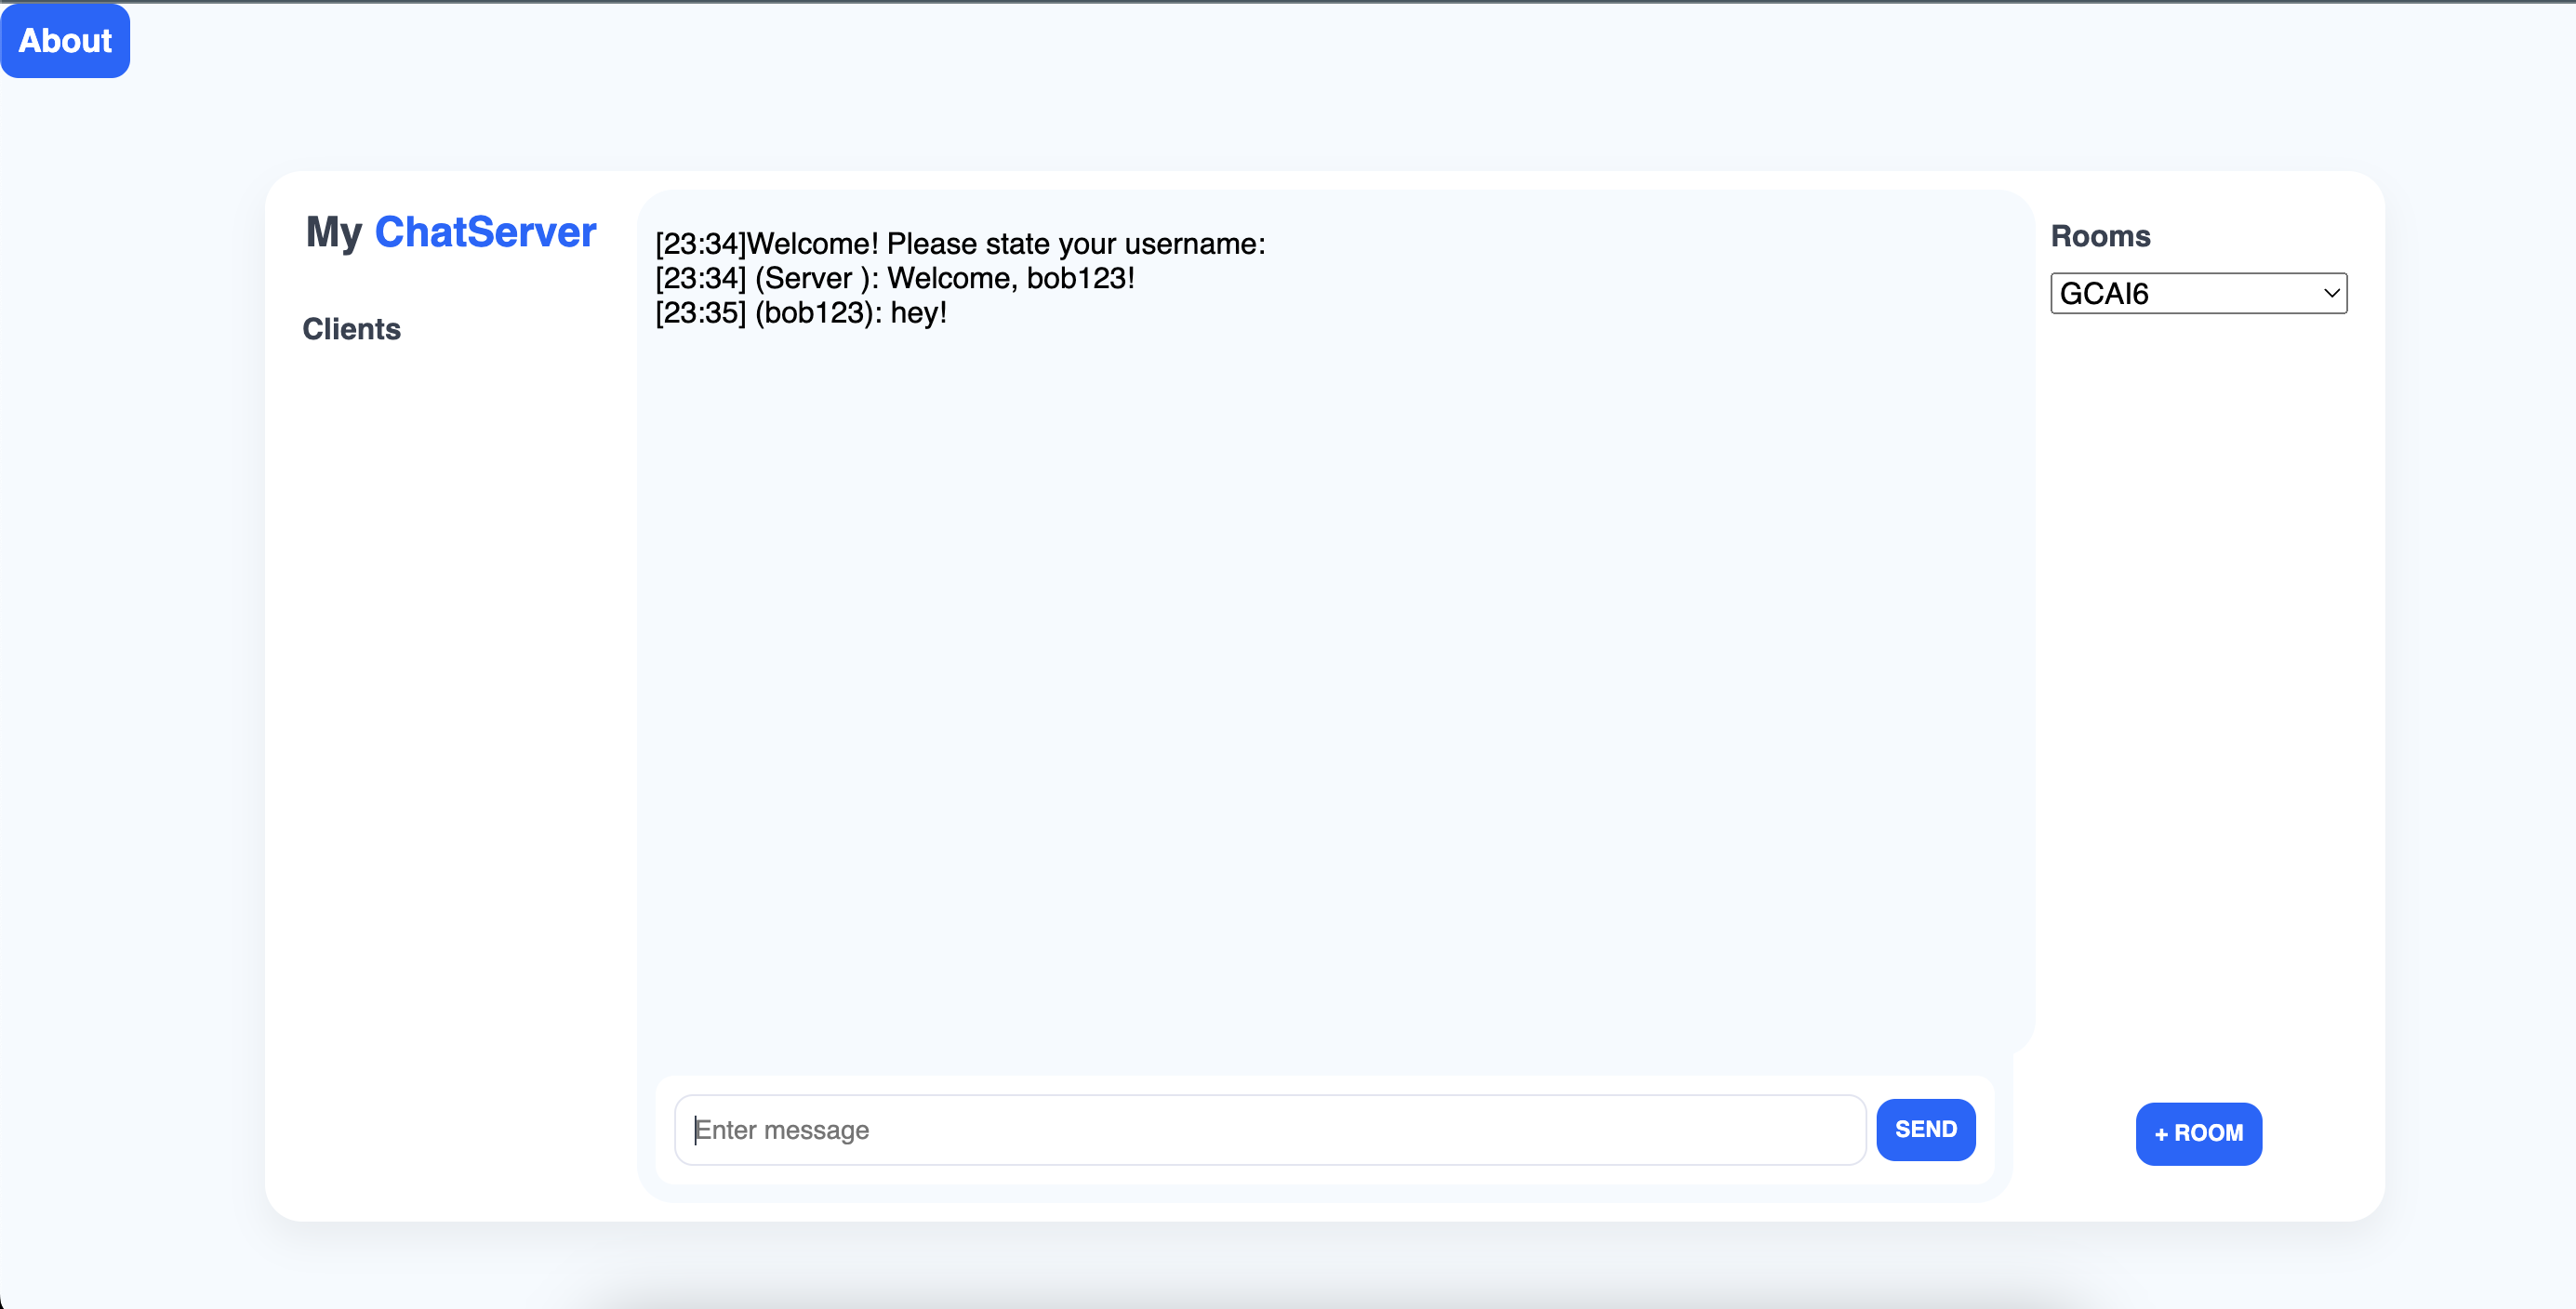 About
My ChatServer
Clients
[23:34]Welcome! Please state your username:
[23:34] (Server ): Welcome, bob123!
[23:35] (bob123): hey!
Enter message
SEND
Rooms
GCAI6
+ ROOM